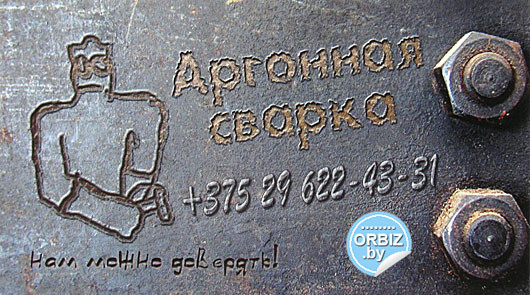 Аргонная
сварка
+375 29 622-43-31
ORBIZ
.by
Нам можно доверять!